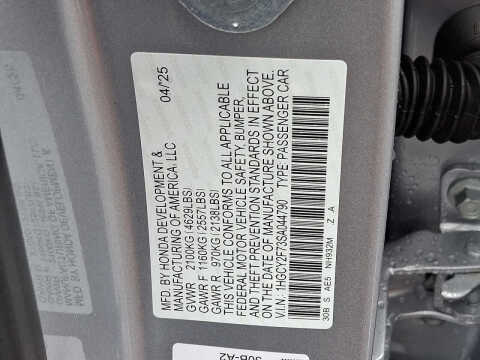 04/25
MFD. BY HONDA DEVELOPMENT &
MANUFACTURING OF AMERICA, LLC
GVWR 2100KG(4629LBS)
GAWR F 1160KG(2557LBS)
GAWR R 970KG(2138LBS)
THIS VEHICLE CONFORMS TO ALL APPLICABLE
FEDERAL MOTOR VEHICLE SAFETY, BUMPER,
AND THEFT PREVENTION STANDARDS IN EFFECT
ON THE DATE OF MANUFACTURE SHOWN ABOVE.
V.I.N. 1HGCY2F73SA044790 TYPE: PASSENGER CAR
30B S AE5 NH932M Z A
30B-A2